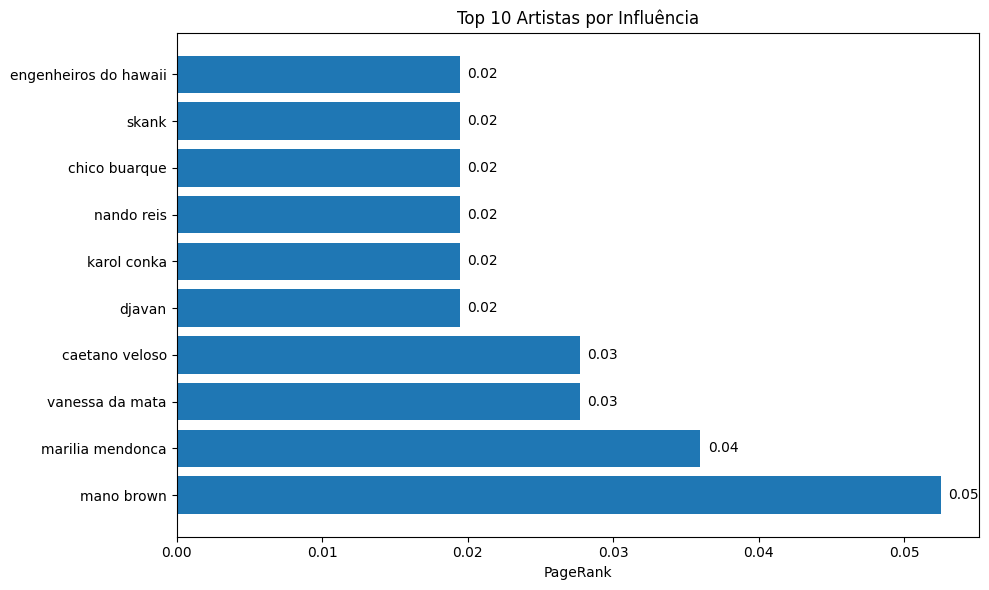 Top 10 Artistas por Influência
engenheiros do hawaii 0.02
skank 0.02
chico buarque 0.02
nando reis 0.02
karol conka 0.02
djavan 0.02
caetano veloso 0.03
vanessa da mata 0.03
marilia mendonca 0.04
mano brown 0.05
0.00 0.01 0.02 0.03 0.04 0.05
PageRank